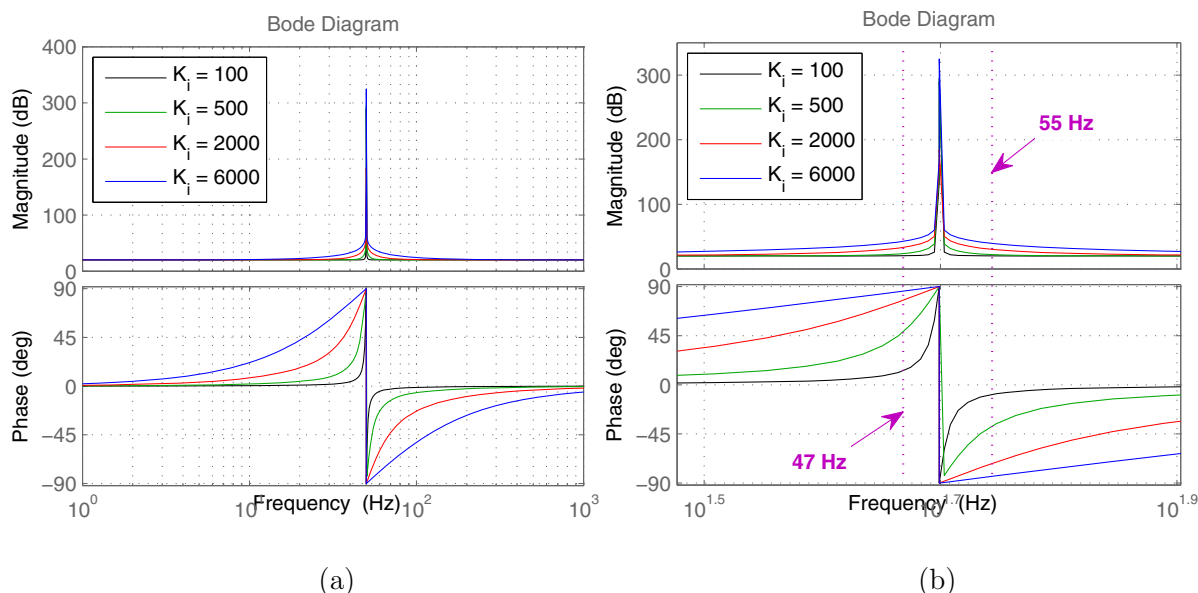 Bode Diagram
400
300
200
100
0
Magnitude (dB)
K_i = 100
K_i = 500
K_i = 2000
K_i = 6000
90
45
0
−45
−90
Phase (deg)
10^0
10^1
10^2
10^3
Frequency (Hz)
(a)
Bode Diagram
300
200
100
0
Magnitude (dB)
K_i = 100
K_i = 500
K_i = 2000
K_i = 6000
55 Hz
90
45
0
−45
−90
Phase (deg)
47 Hz
10^1.5
10^1.7
10^1.9
Frequency (Hz)
(b)